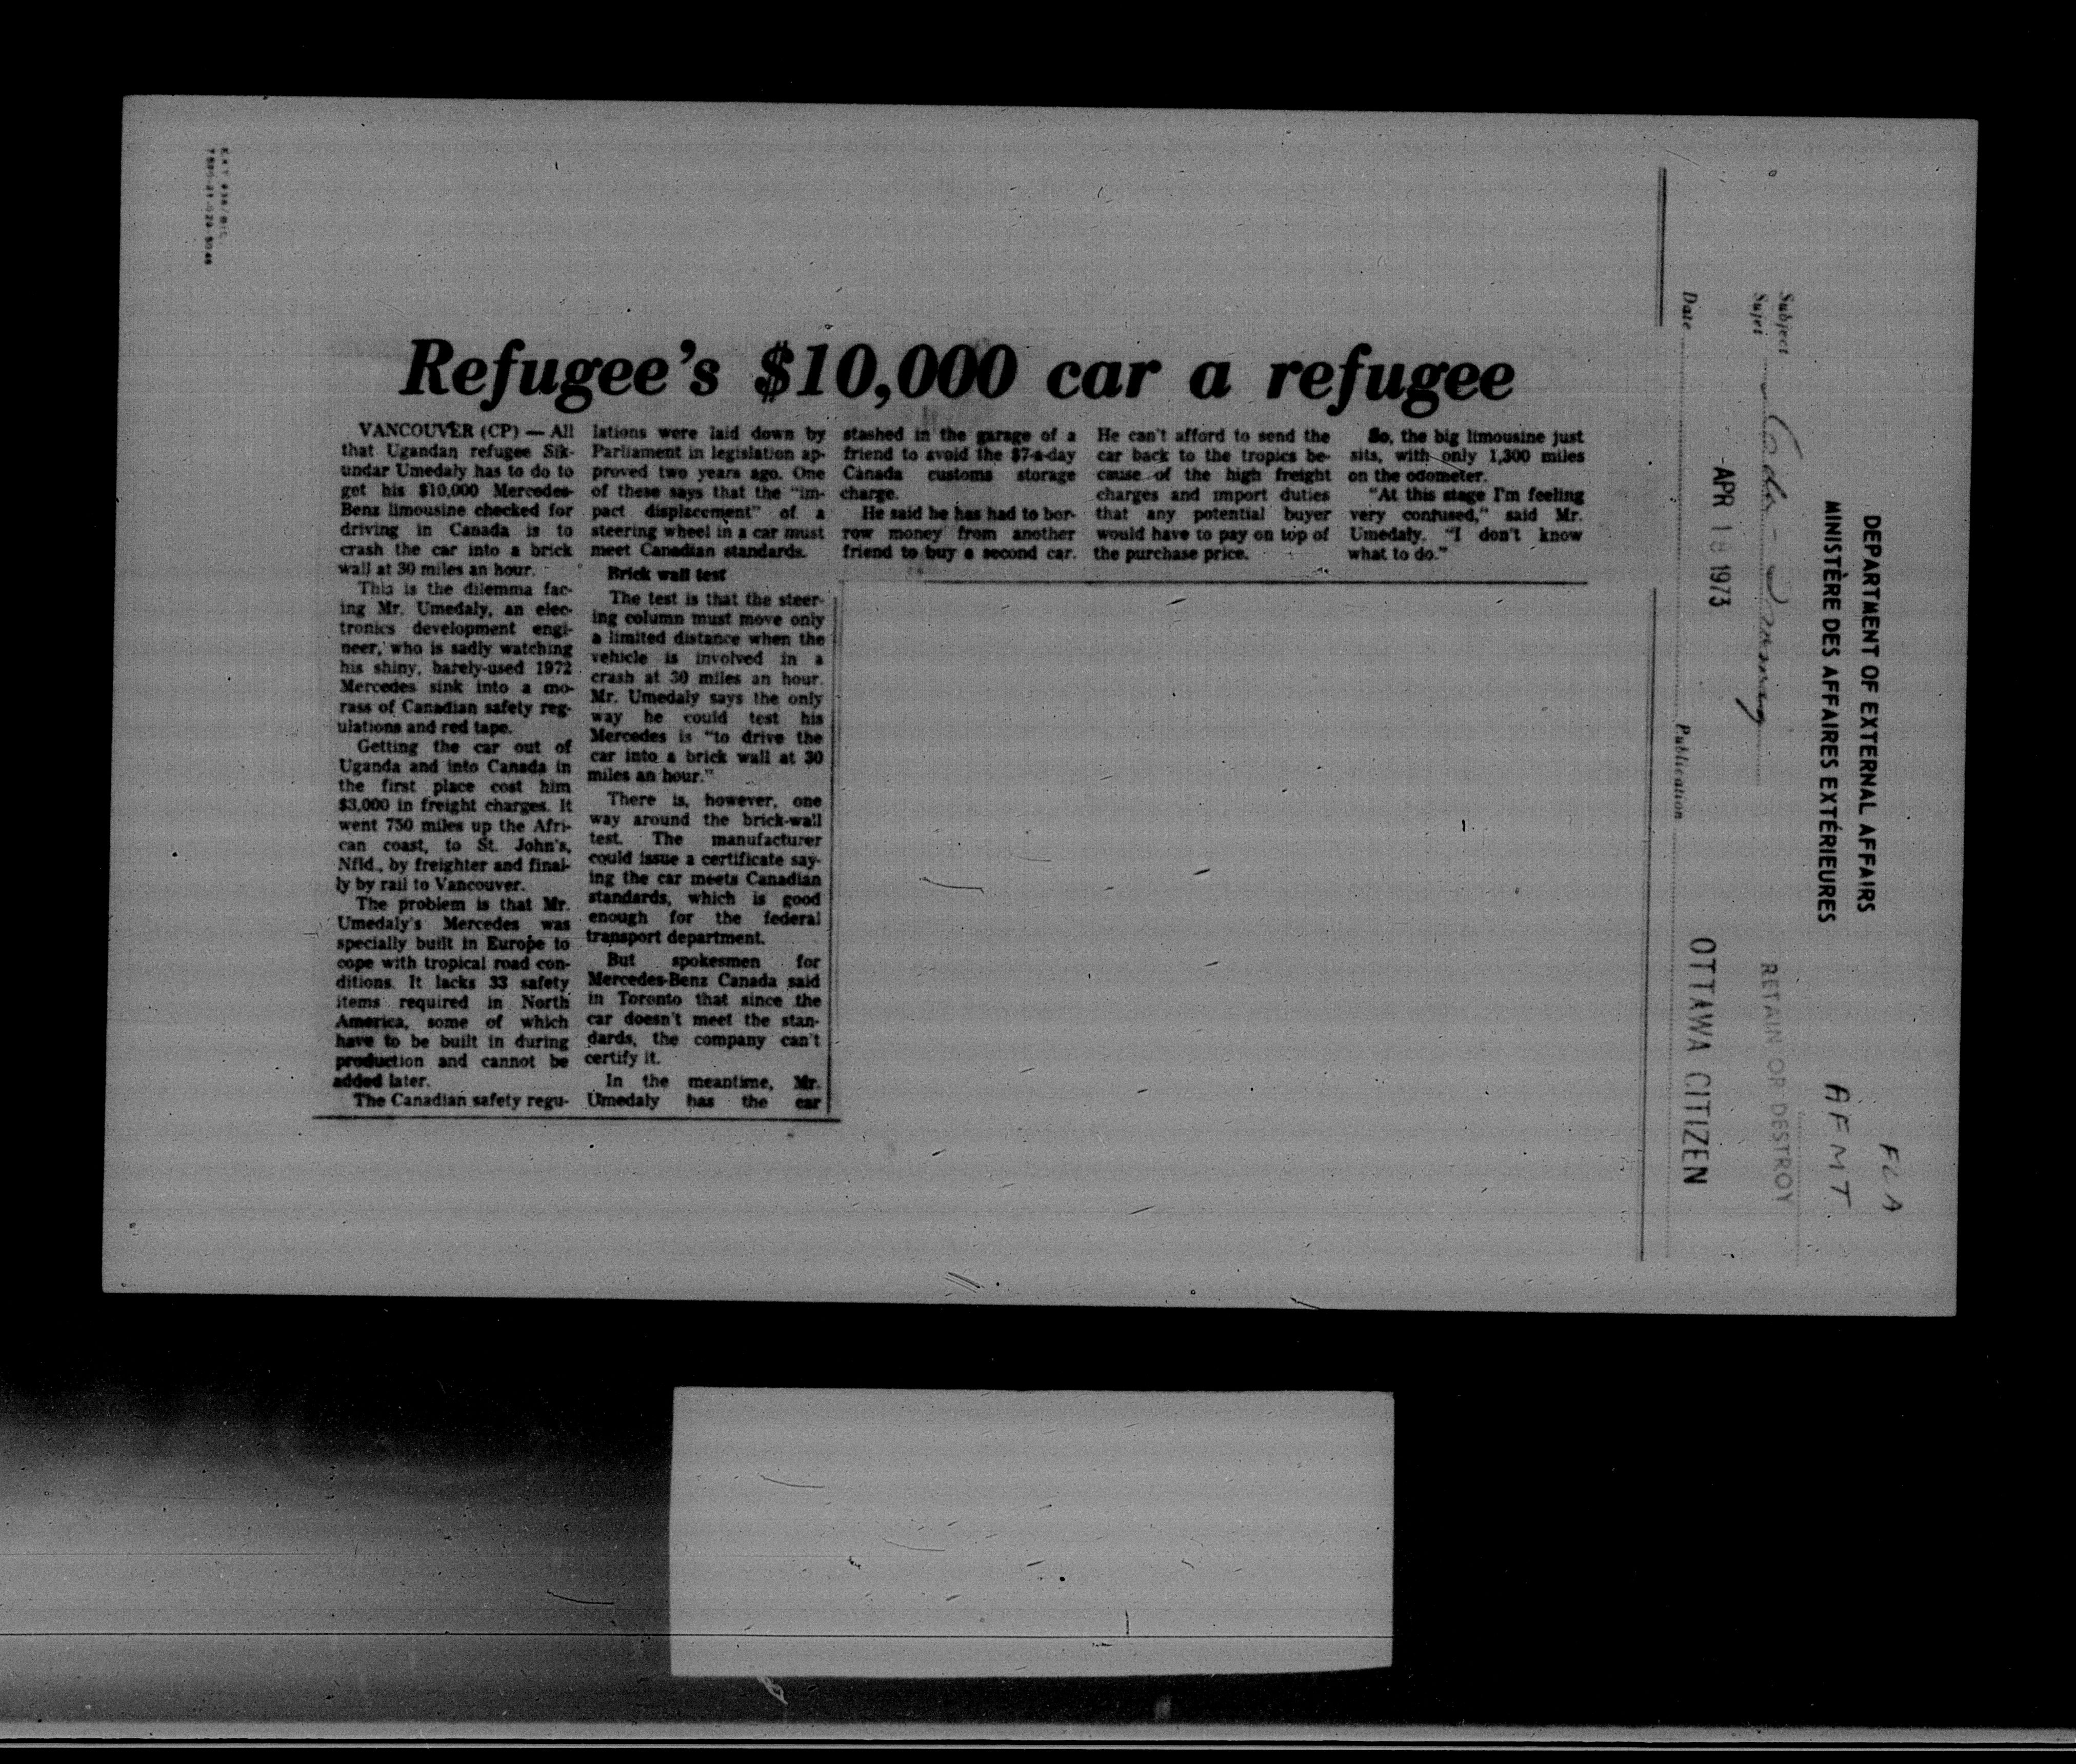 Refugee's $10,000 car a refugee
VANCOUVER (CP) — All
that Ugandan refugee Sik-
undar Umedaly has to do to
get his $10,000 Mercedes-
Benz limousine checked for
driving in Canada is to
crash the car into a brick
wall at 30 miles an hour.
This is the dilemma fac-
ing Mr. Umedaly, an elec-
tronics development engi-
neer, who is sadly watching
his shiny, barely-used 1972
Mercedes sink into a mo-
rass of Canadian safety reg-
ulations and red tape.
Getting the car out of
Uganda and into Canada in
the first place cost him
$3,000 in freight charges. It
went 750 miles up the Afri-
can coast, to St. John's,
Nfld., by freighter and final-
ly by rail to Vancouver.
The problem is that Mr.
Umedaly's Mercedes was
specially built in Europe to
cope with tropical road con-
ditions. It lacks 33 safety
items required in North
America, some of which
have to be built in during
production and cannot be
added later.
The Canadian safety regu-
lations were laid down by
Parliament in legislation ap-
proved two years ago. One
of these says that the "im-
pact displacement" of a
steering wheel in a car must
meet Canadian standards.
Brick wall test
The test is that the steer-
ing column must move only
a limited distance when the
vehicle is involved in a
crash at 30 miles an hour.
Mr. Umedaly says the only
way he could test his
Mercedes is "to drive the
car into a brick wall at 30
miles an hour."
There is, however, one
way around the brick-wall
test. The manufacturer
could issue a certificate say-
ing the car meets Canadian
standards, which is good
enough for the federal
transport department.
But spokesmen for
Mercedes-Benz Canada said
in Toronto that since the
car doesn't meet the stan-
dards, the company can't
certify it.
In the meantime, Mr.
Umedaly has the car
stashed in the garage of a
friend to avoid the $7-a-day
Canada customs storage
charge.
He said he has had to bor-
row money from another
friend to buy a second car.
He can't afford to send the
car back to the tropics be-
cause of the high freight
charges and import duties
that any potential buyer
would have to pay on top of
the purchase price.
So, the big limousine just
sits, with only 1,300 miles
on the odometer.
"At this stage I'm feeling
very confused," said Mr.
Umedaly. "I don't know
what to do."
DEPARTMENT OF EXTERNAL AFFAIRS
MINISTÈRE DES AFFAIRES EXTÉRIEURES
FLA
AFMT
Subject
Sujet
RETAIN OR DESTROY
Date
APR 18 1973
Publication
OTTAWA CITIZEN